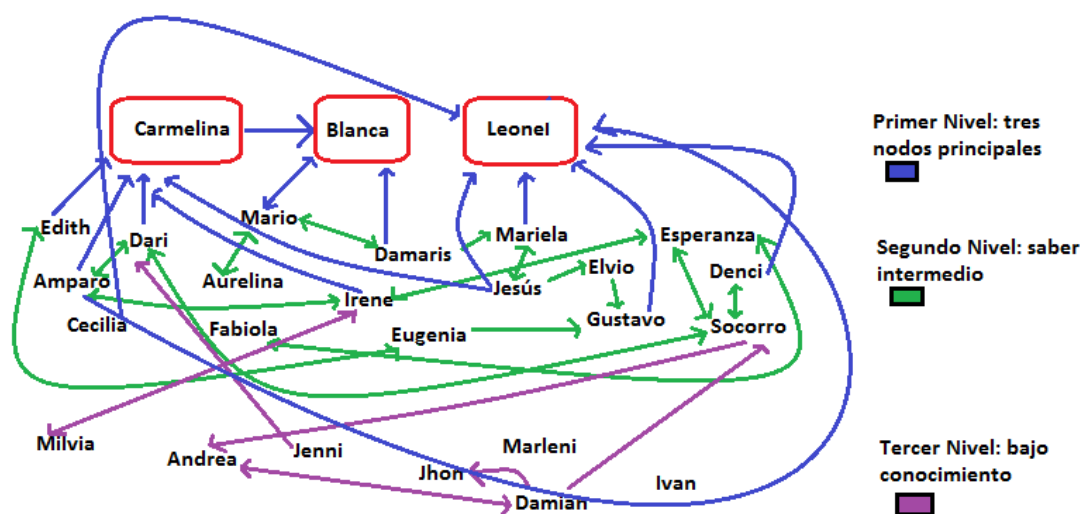 Carmelina
Blanca
Leonel
Primer Nivel: tres
nodos principales
Edith
Dari
Mario
Damaris
Mariela
Esperanza
Segundo Nivel: saber
intermedio
Amparo
Aurelina
Irene
Jesús
Elvio
Denci
Cecilia
Fabiola
Eugenia
Gustavo
Socorro
Milvia
Andrea
Jenni
Marleni
Jhon
Damian
Ivan
Tercer Nivel: bajo
conocimiento